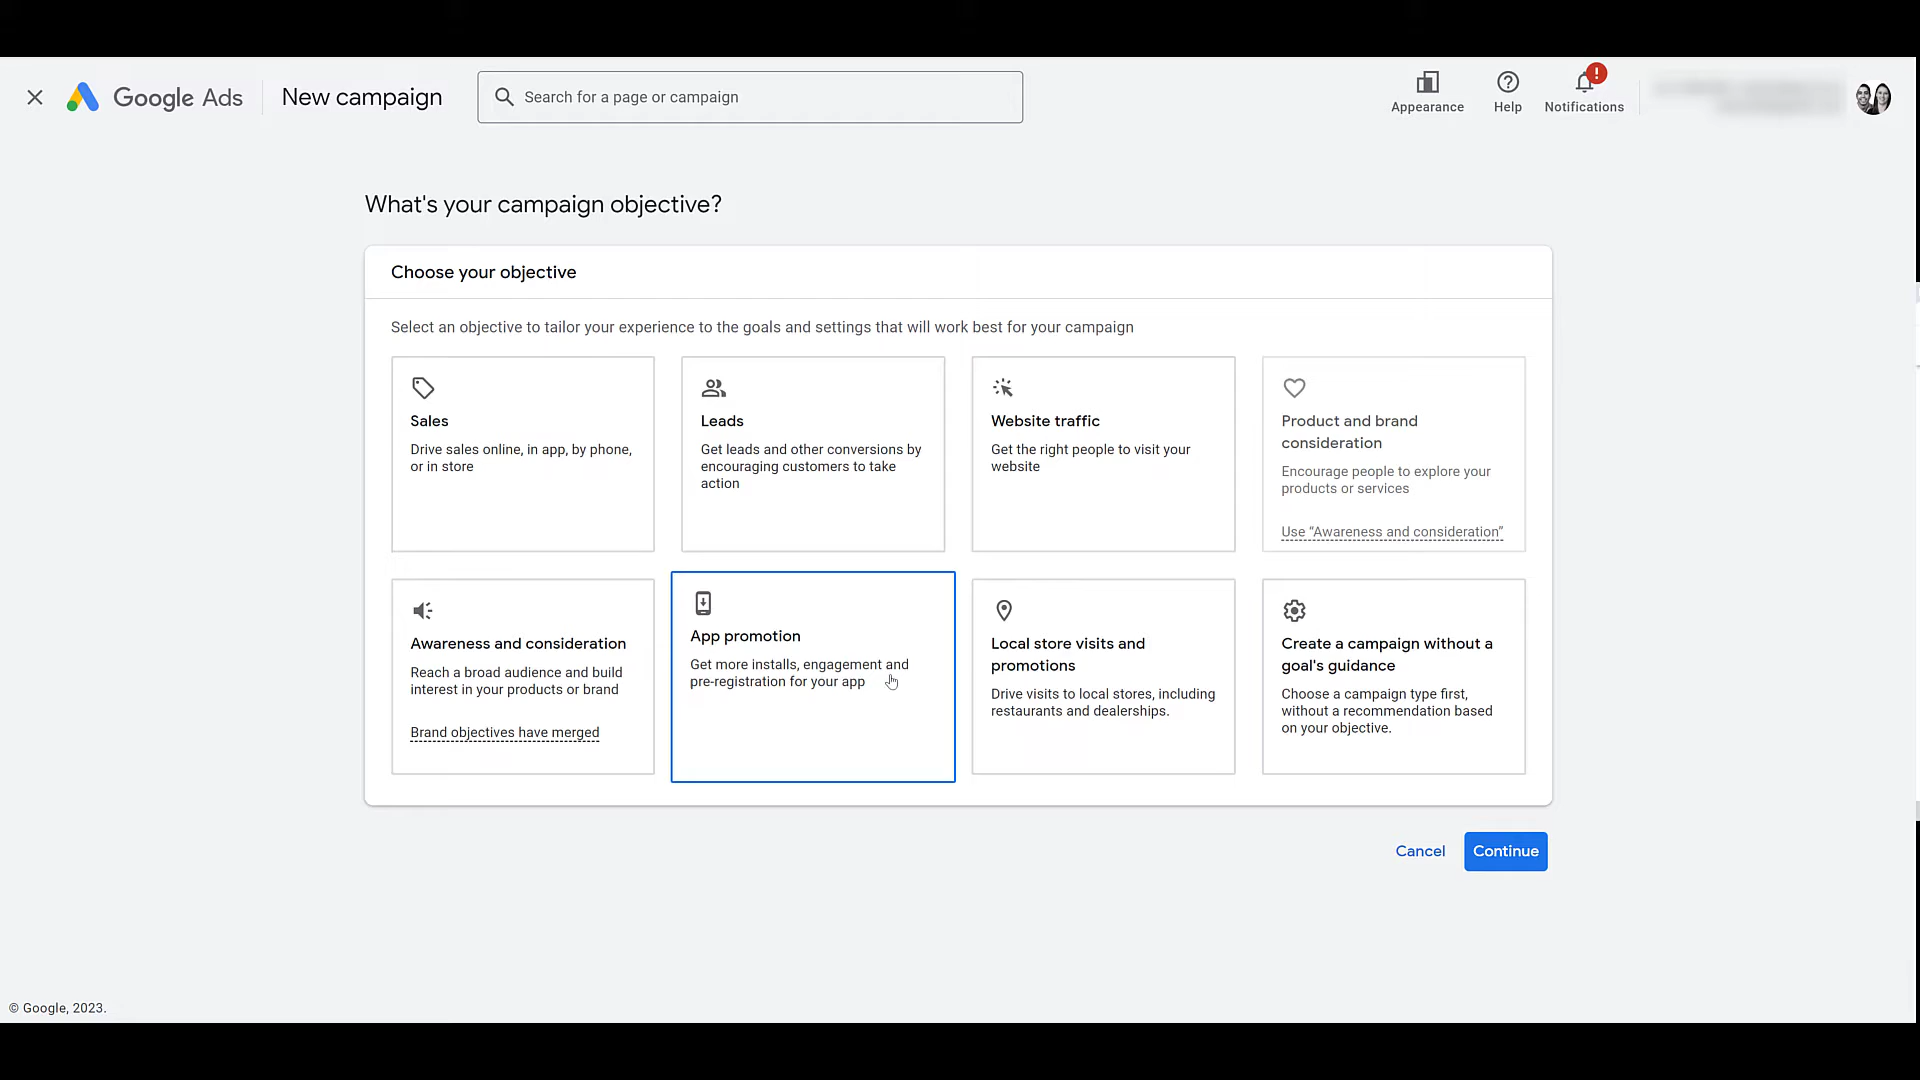 Google Ads
New campaign
Search for a page or campaign
Appearance
Help
!
Notifications
What's your campaign objective?
Choose your objective
Select an objective to tailor your experience to the goals and settings that will work best for your campaign
Sales
Drive sales online, in app, by phone,
or in store
Leads
Get leads and other conversions by
encouraging customers to take
action
Website traffic
Get the right people to visit your
website
Product and brand
consideration
Encourage people to explore your
products or services
Use “Awareness and consideration”
Awareness and consideration
Reach a broad audience and build
interest in your products or brand
Brand objectives have merged
App promotion
Get more installs, engagement and
pre-registration for your app
Local store visits and
promotions
Drive visits to local stores, including
restaurants and dealerships.
Create a campaign without a
goal's guidance
Choose a campaign type first,
without a recommendation based
on your objective.
Cancel
Continue
© Google, 2023.